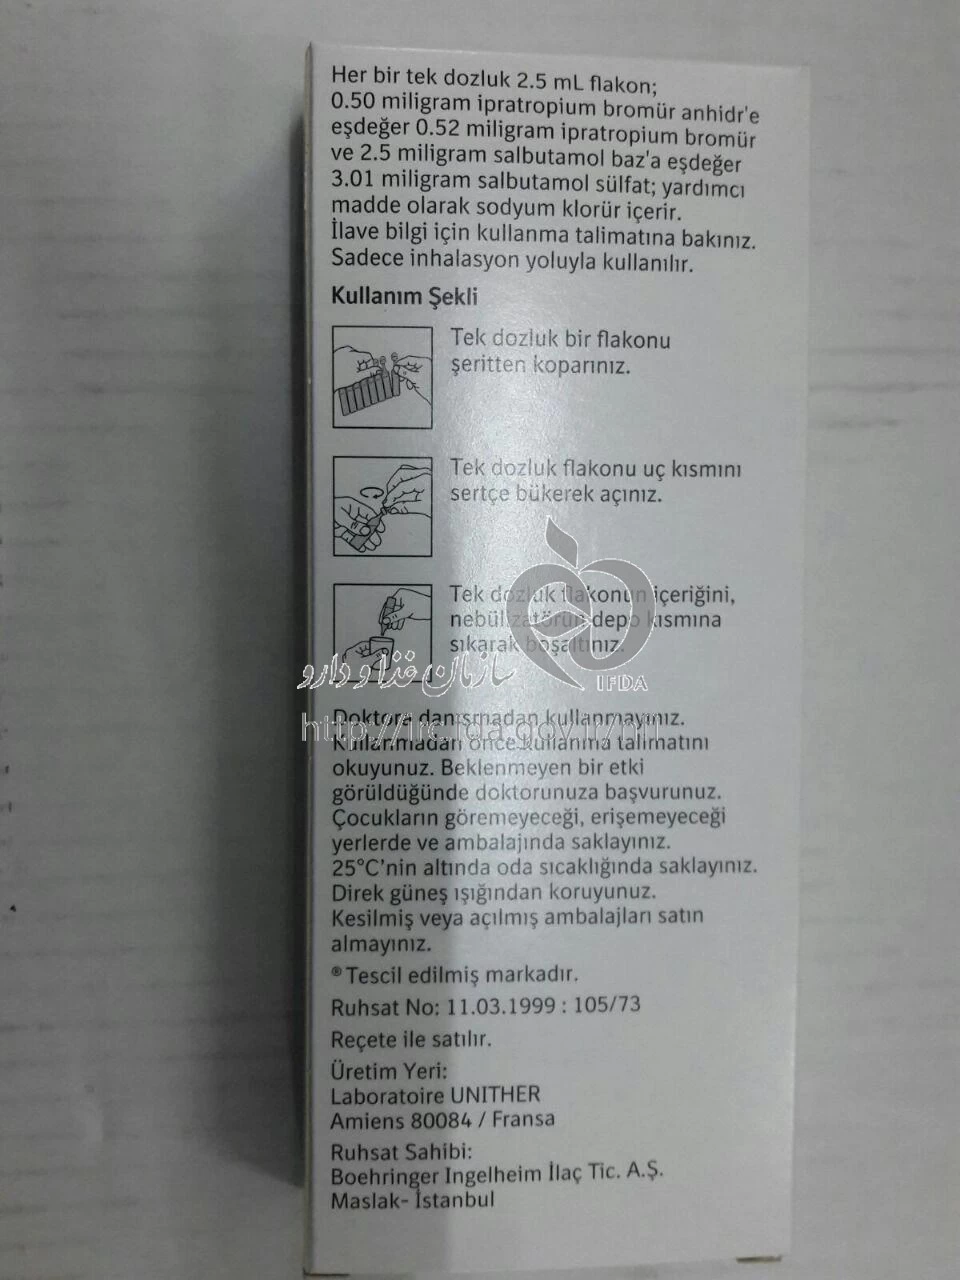 Her bir tek dozluk 2.5 mL flakon;
0.50 miligram ipratropium bromür anhidr'e
eşdeğer 0.52 miligram ipratropium bromür
ve 2.5 miligram salbutamol baz'a eşdeğer
3.01 miligram salbutamol sülfat; yardımcı
madde olarak sodyum klorür içerir.
İlave bilgi için kullanma talimatına bakınız.
Sadece inhalasyon yoluyla kullanılır.
Kullanım Şekli
Tek dozluk bir flakonu
şeritten koparınız.
Tek dozluk flakonu uç kısmını
sertçe bükerek açınız.
Tek dozluk flakonun içeriğini,
nebülizatörün depo kısmına
sıkarak boşaltınız.
سازمان غذا و دارو
IFDA
Doktora danışmadan kullanmayınız.
Kullanmadan önce kullanma talimatını
okuyunuz. Beklenmeyen bir etki
görüldüğünde doktorunuza başvurunuz.
Çocukların göremeyeceği, erişemeyeceği
yerlerde ve ambalajında saklayınız.
25°C'nin altında oda sıcaklığında saklayınız.
Direk güneş ışığından koruyunuz.
Kesilmiş veya açılmış ambalajları satın
almayınız.
® Tescil edilmiş markadır.
Ruhsat No: 11.03.1999 : 105/73
Reçete ile satılır.
Üretim Yeri:
Laboratoire UNITHER
Amiens 80084 / Fransa
Ruhsat Sahibi:
Boehringer Ingelheim İlaç Tic. A.Ş.
Maslak- İstanbul